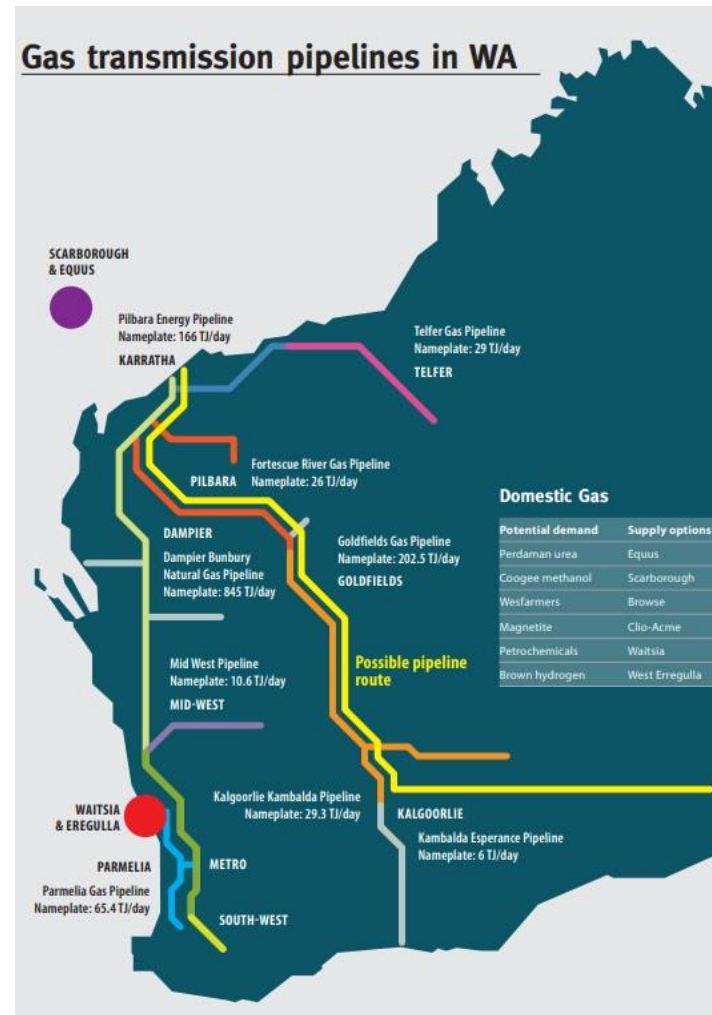 Gas transmission pipelines in WA
SCARBOROUGH
& EQUUS
Pilbara Energy Pipeline
Nameplate: 166 TJ/day
KARRATHA
Telfer Gas Pipeline
Nameplate: 29 TJ/day
TELFER
Fortescue River Gas Pipeline
PILBARA Nameplate: 26 TJ/day
DAMPIER
Dampier Bunbury
Natural Gas Pipeline
Nameplate: 845 TJ/day
Goldfields Gas Pipeline
Nameplate: 202.5 TJ/day
GOLDFIELDS
Domestic Gas
Potential demand Supply options
Perdaman urea Equus
Coogee methanol Scarborough
Wesfarmers Browse
Magnetite Clio-Acme
Petrochemicals Waitsia
Brown hydrogen West Erregulla
Mid West Pipeline
Nameplate: 10.6 TJ/day
MID-WEST
Possible pipeline
route
WAITSIA
& EREGULLA
Kalgoorlie Kambalda Pipeline
Nameplate: 29.3 TJ/day
KALGOORLIE
Kambalda Esperance Pipeline
Nameplate: 6 TJ/day
PARMELIA
Parmelia Gas Pipeline
Nameplate: 65.4 TJ/day
METRO
SOUTH-WEST